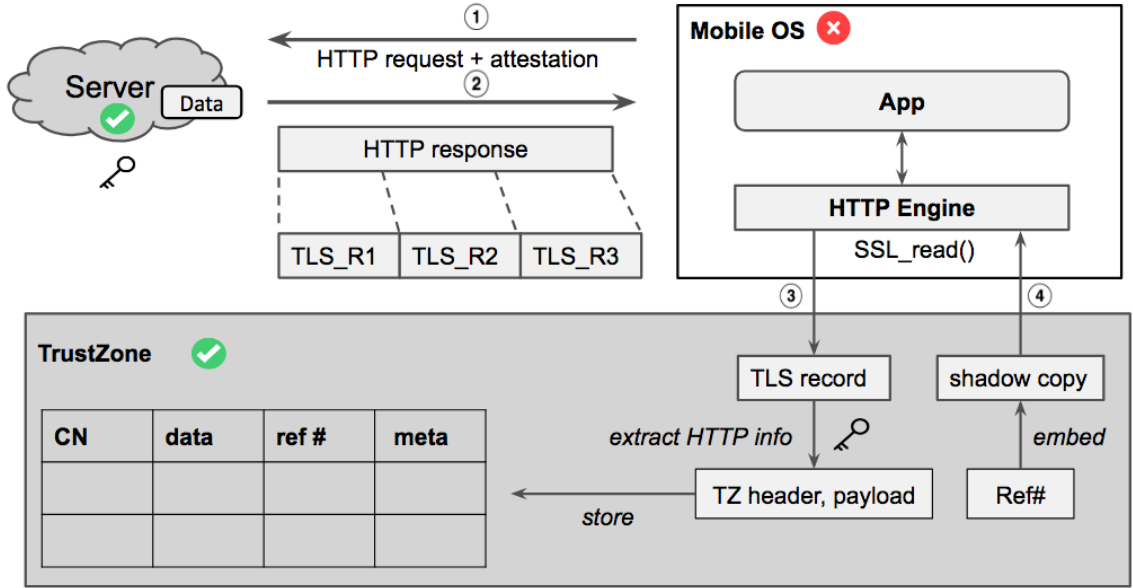 ①
HTTP request + attestation
②
Server
Data
HTTP response
TLS_R1 TLS_R2 TLS_R3
Mobile OS
App
HTTP Engine
SSL_read()
③ ④
TrustZone
TLS record shadow copy
extract HTTP info embed
TZ header, payload Ref#
store
CN data ref # meta